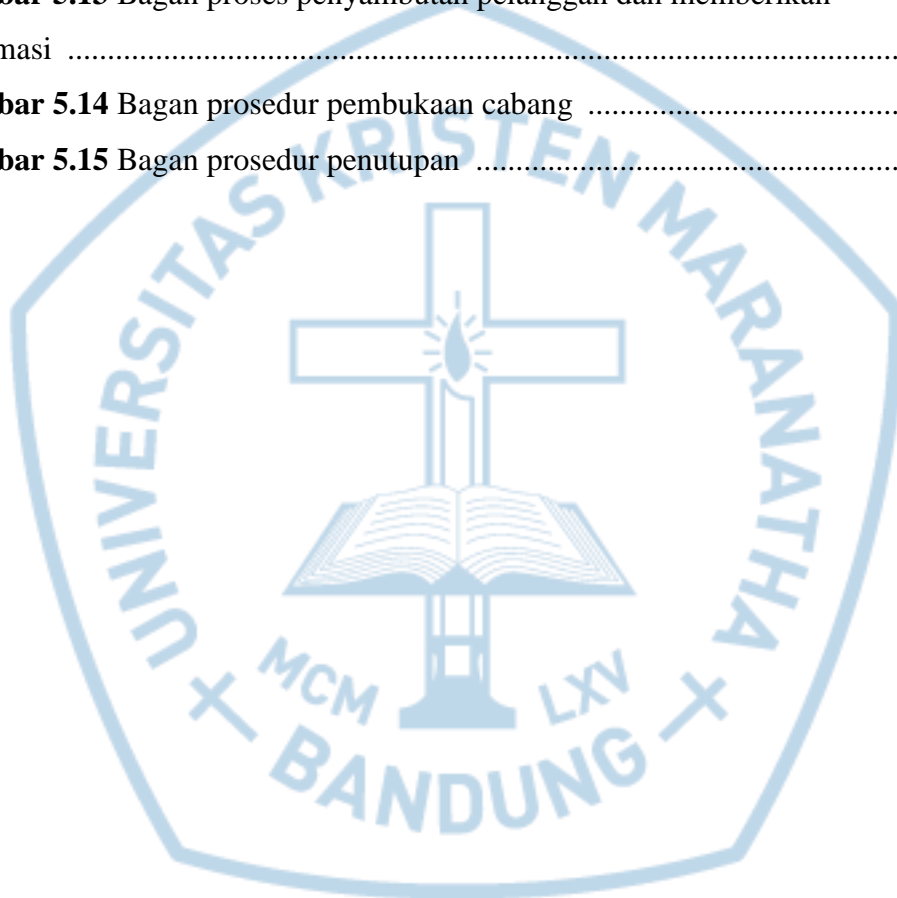 bar 5.13 Bagan proses penyambutan pelanggan dan memberikan
masi ........................................................................................................
bar 5.14 Bagan prosedur pembukaan cabang .......................................
bar 5.15 Bagan prosedur penutupan .....................................................
UNIVERSITAS KRISTEN MARANATHA
MCM LXV
BANDUNG